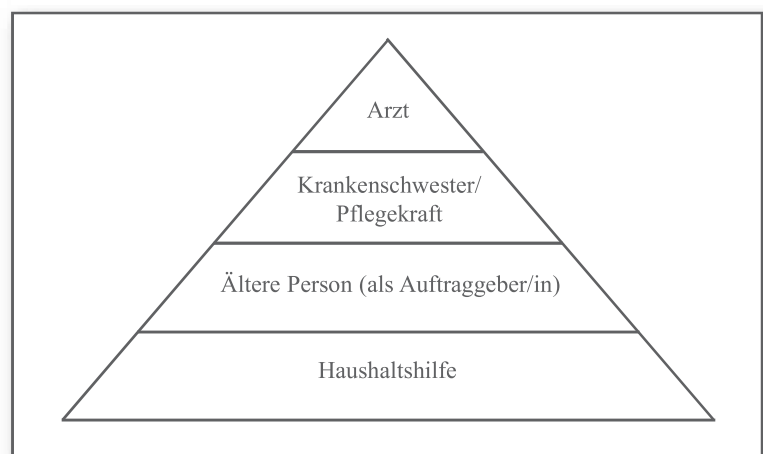 Arzt
Krankenschwester/
Pflegekraft
Ältere Person (als Auftraggeber/in)
Haushaltshilfe